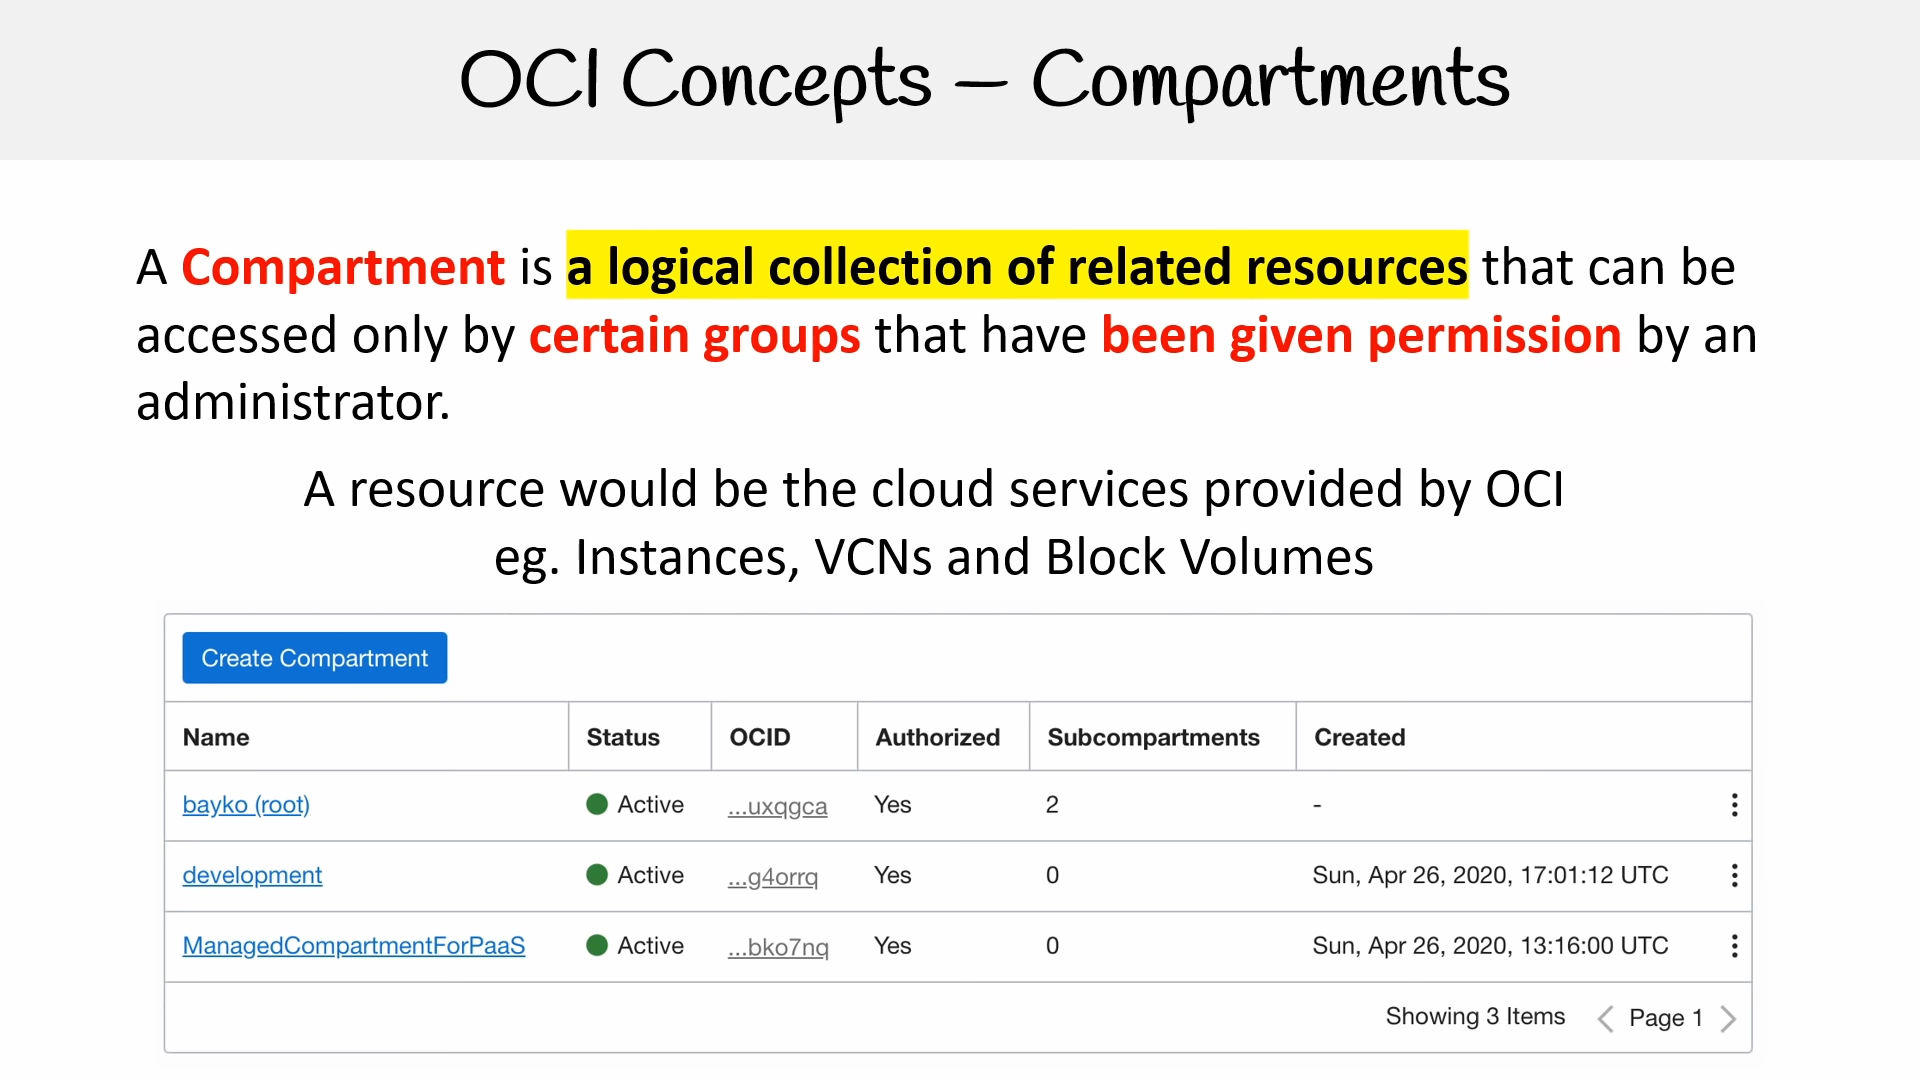 OCI Concepts – Compartments
A Compartment is a logical collection of related resources that can be
accessed only by certain groups that have been given permission by an
administrator.
A resource would be the cloud services provided by OCI
eg. Instances, VCNs and Block Volumes
Create Compartment
Name Status OCID Authorized Subcompartments Created
bayko (root) Active ...uxqgca Yes 2 -
development Active ...g4orrq Yes 0 Sun, Apr 26, 2020, 17:01:12 UTC
ManagedCompartmentForPaaS Active ...bko7nq Yes 0 Sun, Apr 26, 2020, 13:16:00 UTC
Showing 3 Items < Page 1 >